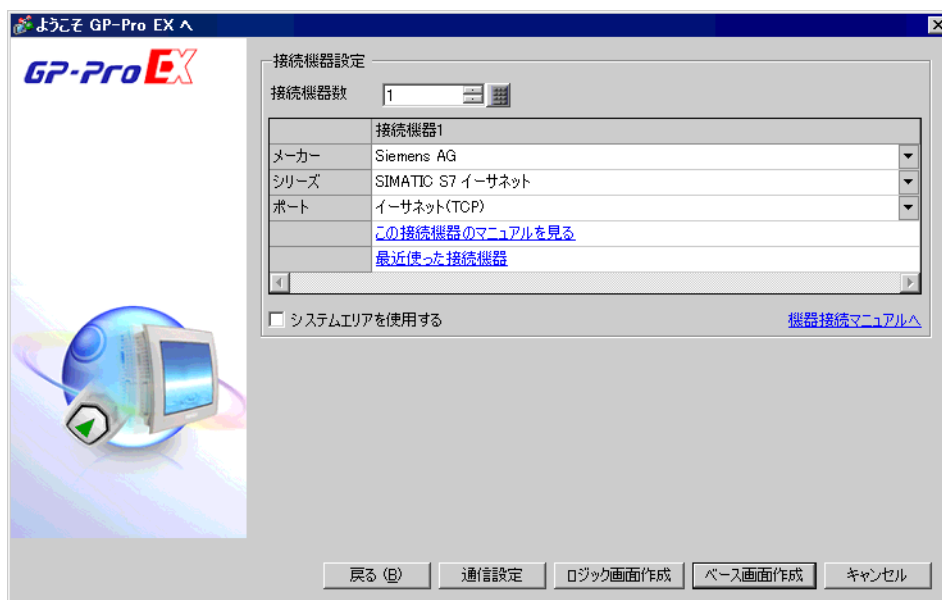 ようこそ GP-Pro EX へ
GP-Pro EX
接続機器設定
接続機器数 1
接続機器1
メーカー Siemens AG
シリーズ SIMATIC S7 イーサネット
ポート イーサネット(TCP)
この接続機器のマニュアルを見る
最近使った接続機器
システムエリアを使用する 機器接続マニュアルへ
戻る (B) 通信設定 ロジック画面作成 ベース画面作成 キャンセル